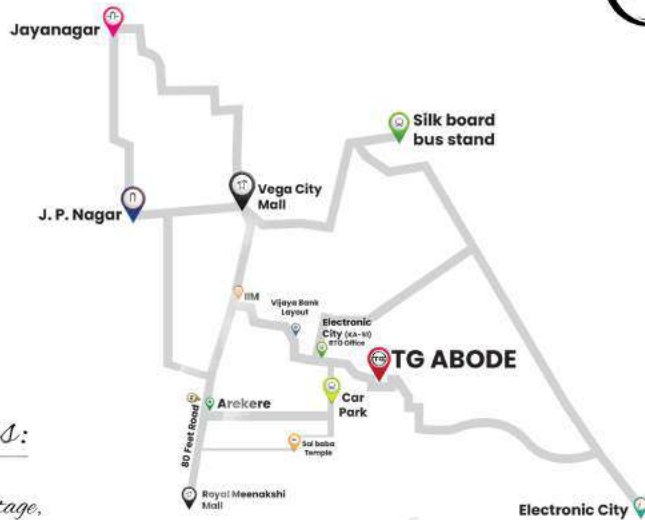 Jayanagar
Silk board
bus stand
Vega City
Mall
J. P. Nagar
IIM
Vijaya Bank
Layout
Electronic
City (KA-51)
RTO Office
TG ABODE
Car
Park
Arekere
80 Feet Road
Sai baba
Temple
s:
Royal Meenakshi
Mall
tage,
Electronic City